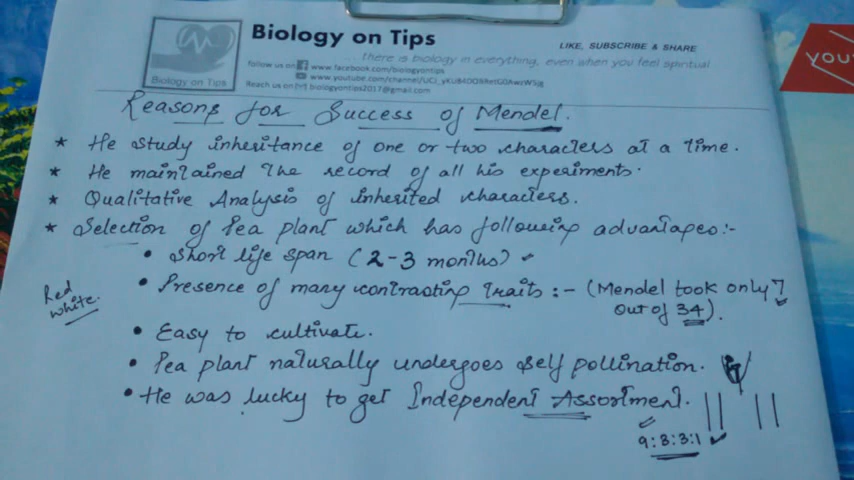 Biology on Tips
LIKE, SUBSCRIBE & SHARE
... there is biology in everything, even when you feel spiritual
follow us on www.facebook.com/biologyontips
Biology on Tips
Reach us on biologyontips2017@gmail.com
YOU
Reasons for Success of Mendel.
* He study inheritance of one or two characters at a time.
* He maintained the record of all his experiments.
* Qualitative Analysis of inherited characters.
* Selection of Pea plant which has following advantages:-
• Short life span (2-3 months)
• Presence of many contrasting traits :- (Mendel took only 7
out of 34).
Red
white.
• Easy to cultivate.
• Pea plant naturally undergoes self pollination.
• He was lucky to get Independent Assortment.
9:3:3:1